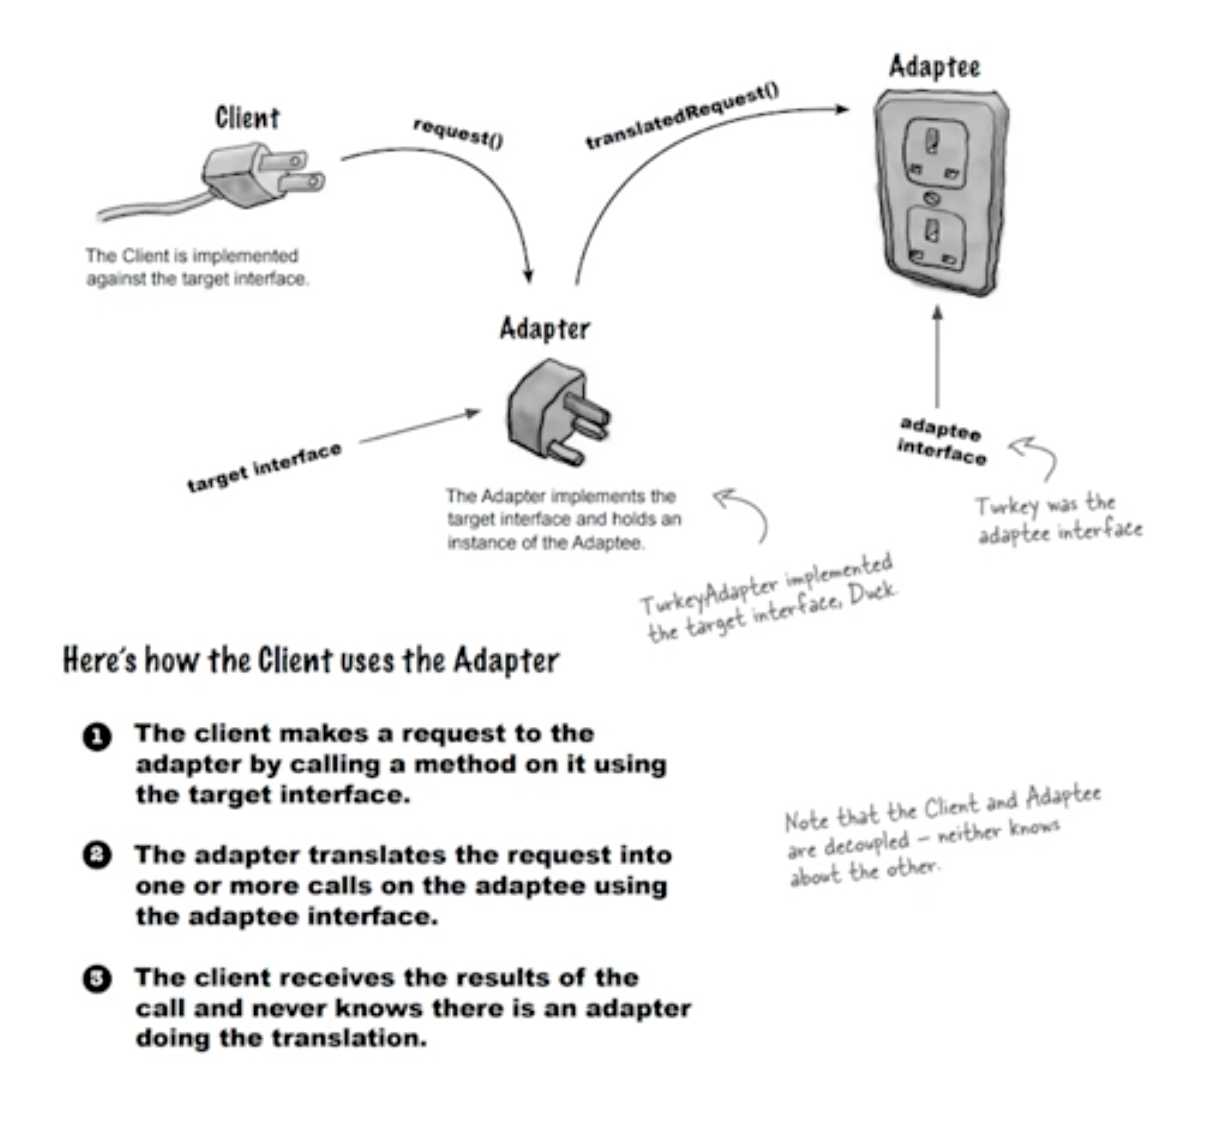 Adaptee
Client
request()
translatedRequest()
The Client is implemented
against the target interface.
Adapter
target interface
adaptee
interface
The Adapter implements the
target interface and holds an
instance of the Adaptee.
Turkey was the
adaptee interface
TurkeyAdapter implemented
the target interface, Duck.
Here's how the Client uses the Adapter
1 The client makes a request to the
adapter by calling a method on it using
the target interface.
2 The adapter translates the request into
one or more calls on the adaptee using
the adaptee interface.
Note that the Client and Adaptee
are decoupled – neither knows
about the other.
3 The client receives the results of the
call and never knows there is an adapter
doing the translation.